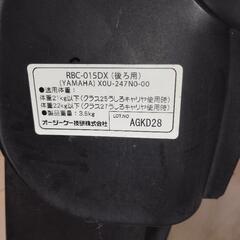 RBC-015DX (後ろ用)
(YAMAHA) X0U-247N0-00
●適用体重：
体重21kg以下(クラス25うしろキャリヤ使用時)
体重22kg以下(クラス27うしろキャリヤ使用時)
●製品重量：3.5kg
オージーケー技研株式会社
LOT.NO
AGKD28